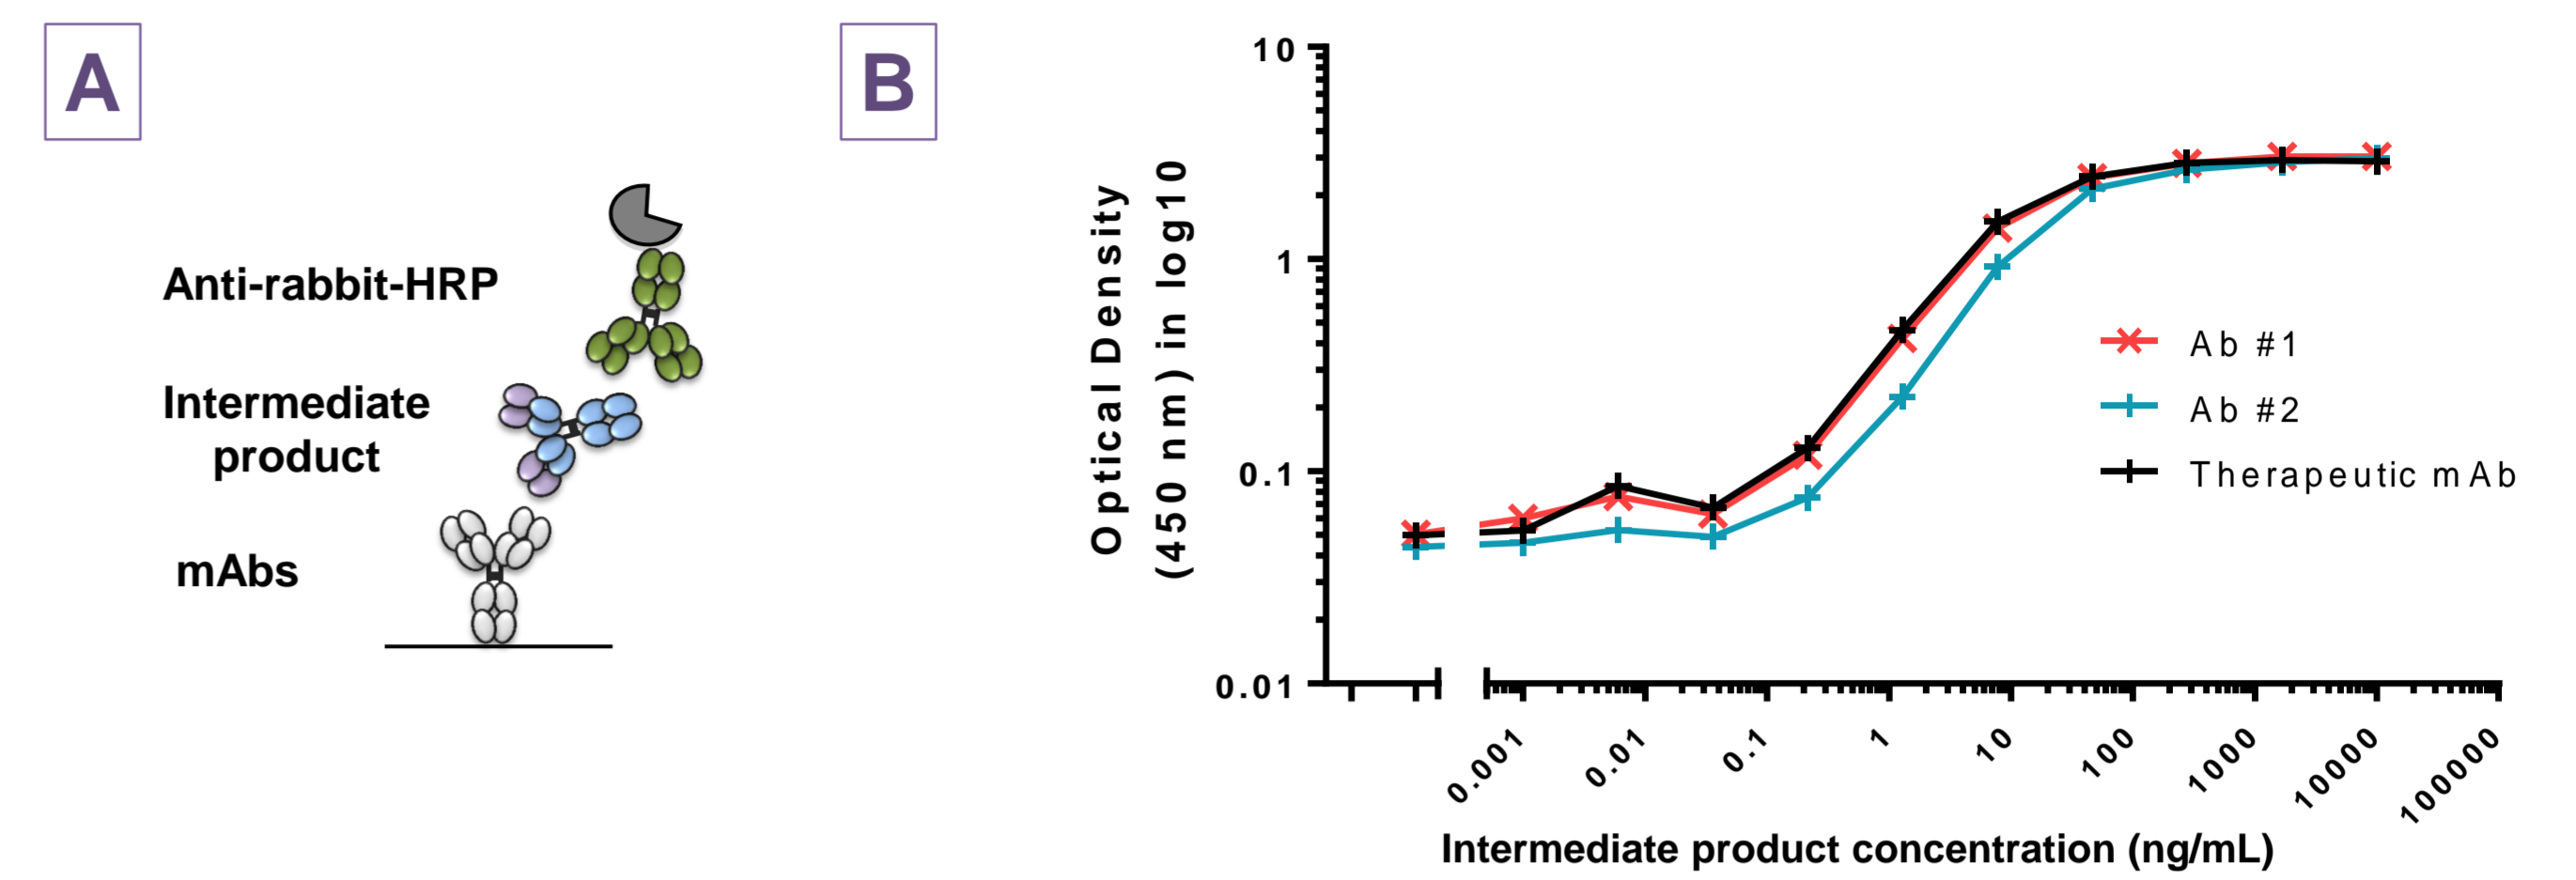 A
Anti-rabbit-HRP
Intermediate
product
mAbs
B
Optical Density
(450 nm) in log10
10
1
0.1
0.01
Ab #1
Ab #2
Therapeutic mAb
0.001
0.01
0.1
1
10
100
1000
10000
100000
Intermediate product concentration (ng/mL)